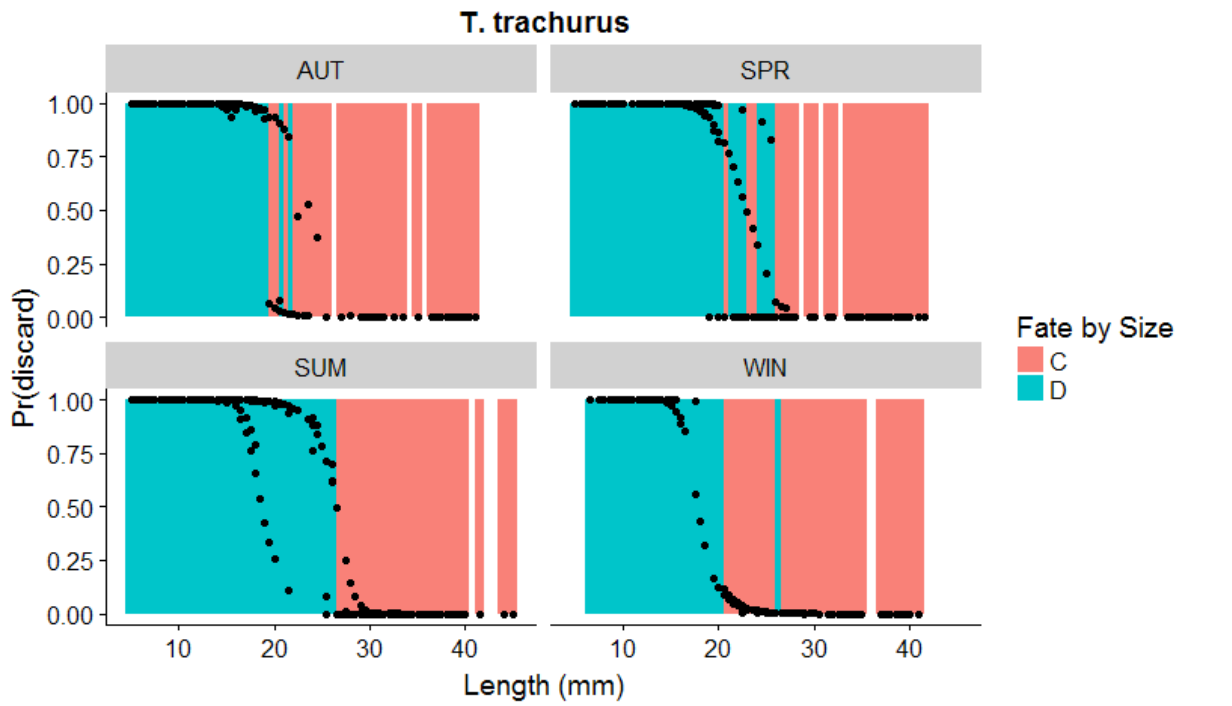 T. trachurus
AUT
SPR
1.00
0.75
0.50
0.25
0.00
SUM
WIN
1.00
0.75
0.50
0.25
0.00
10 20 30 40
10 20 30 40
Length (mm)
Pr(discard)
Fate by Size
C
D